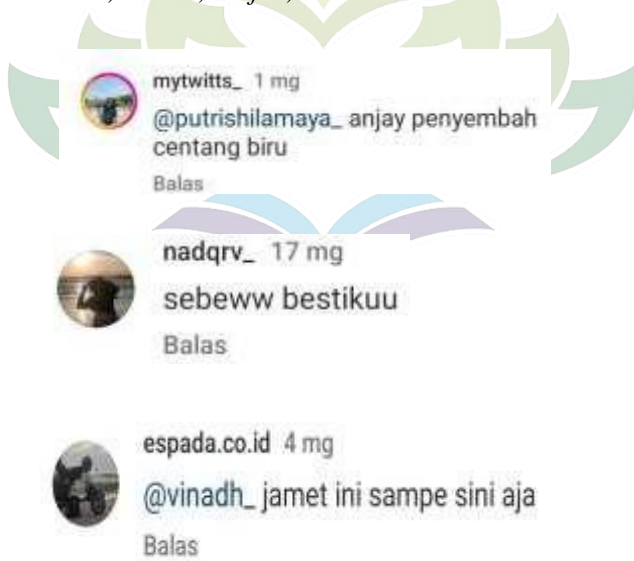 mytwitts_ 1 mg
@putrishilamaya_ anjay penyembah
centang biru
Balas
nadqrv_ 17 mg
sebeww bestikuu
Balas
espada.co.id 4 mg
@vinadh_ jamet ini sampe sini aja
Balas